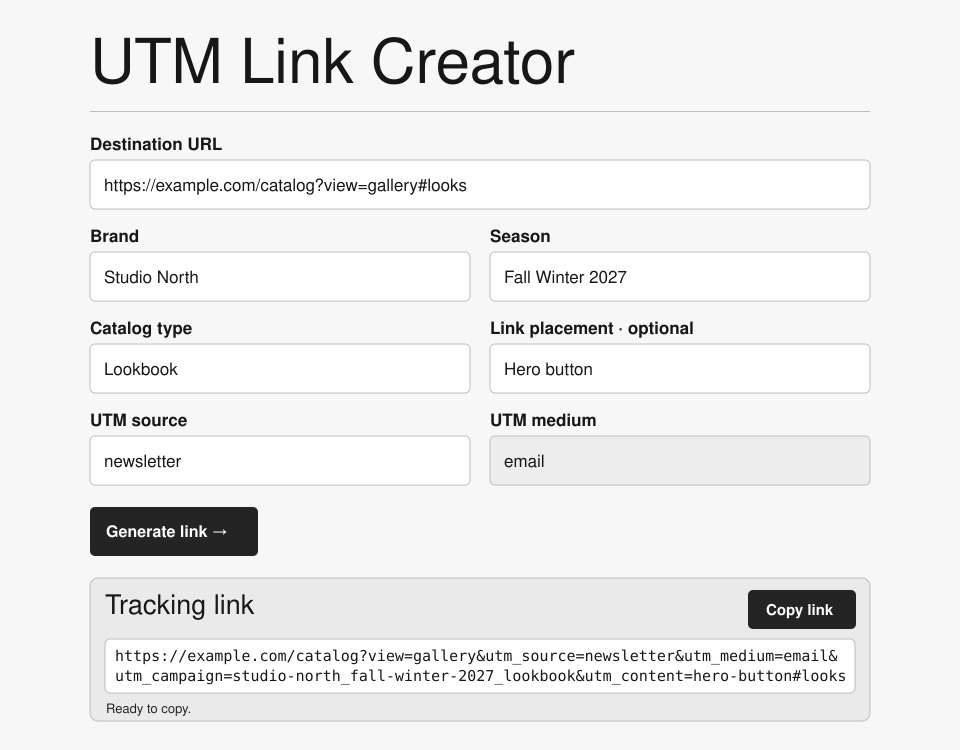 UTM Link Creator
Destination URL
https://example.com/catalog?view=gallery#looks
Brand
Season
Studio North
Fall Winter 2027
Catalog type
Link placement · optional
Lookbook
Hero button
UTM source
UTM medium
newsletter
email
Generate link →
Tracking link
Copy link
https://example.com/catalog?view=gallery&utm_source=newsletter&utm_medium=email&
utm_campaign=studio-north_fall-winter-2027_lookbook&utm_content=hero-button#looks
Ready to copy.